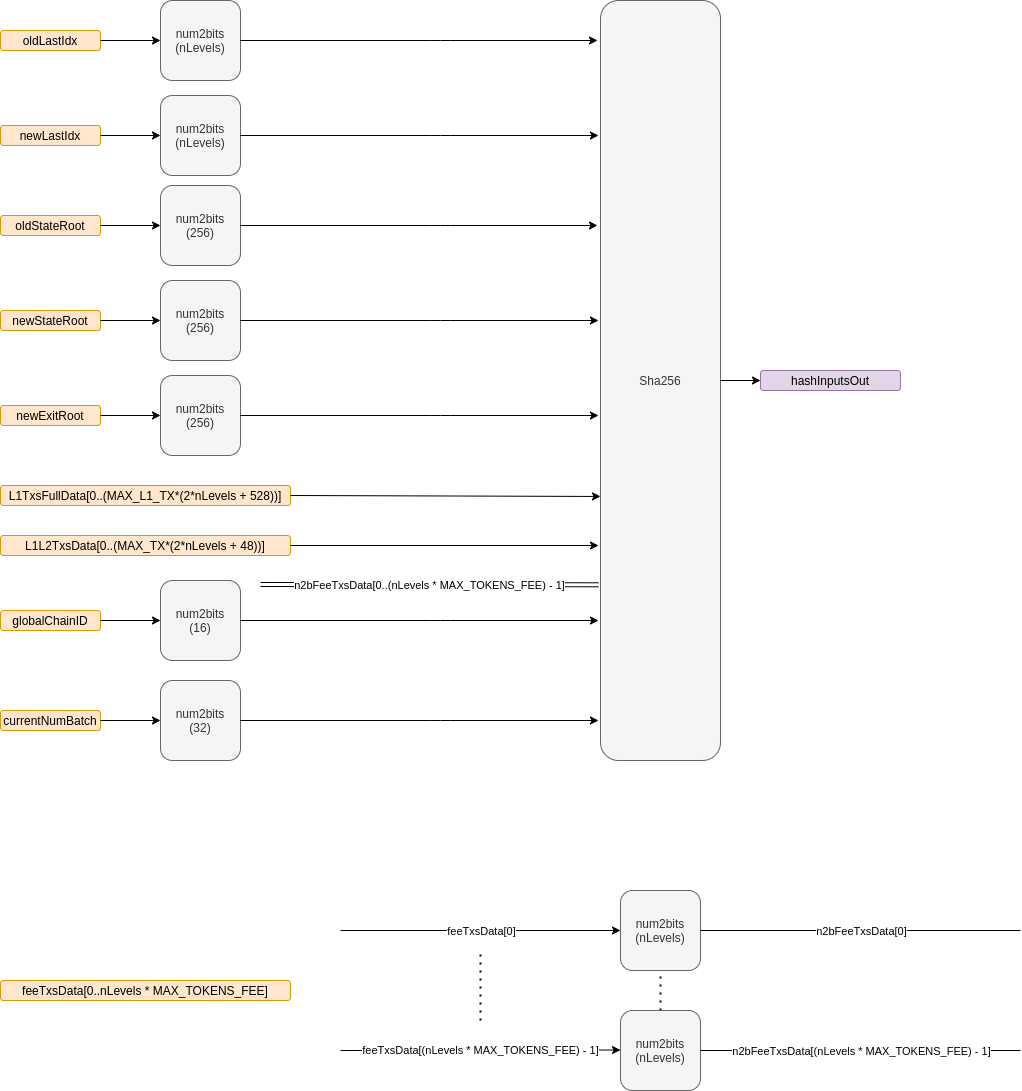 oldLastIdx
num2bits
(nLevels)
newLastIdx
num2bits
(nLevels)
oldStateRoot
num2bits
(256)
newStateRoot
num2bits
(256)
Sha256
hashInputsOut
newExitRoot
num2bits
(256)
L1TxsFullData[0..(MAX_L1_TX*(2*nLevels + 528))]
L1L2TxsData[0..(MAX_TX*(2*nLevels + 48))]
n2bFeeTxsData[0..(nLevels * MAX_TOKENS_FEE) - 1]
globalChainID
num2bits
(16)
currentNumBatch
num2bits
(32)
feeTxsData[0]
num2bits
(nLevels)
n2bFeeTxsData[0]
feeTxsData[0..nLevels * MAX_TOKENS_FEE]
feeTxsData[(nLevels * MAX_TOKENS_FEE) - 1]
num2bits
(nLevels)
n2bFeeTxsData[(nLevels * MAX_TOKENS_FEE) - 1]